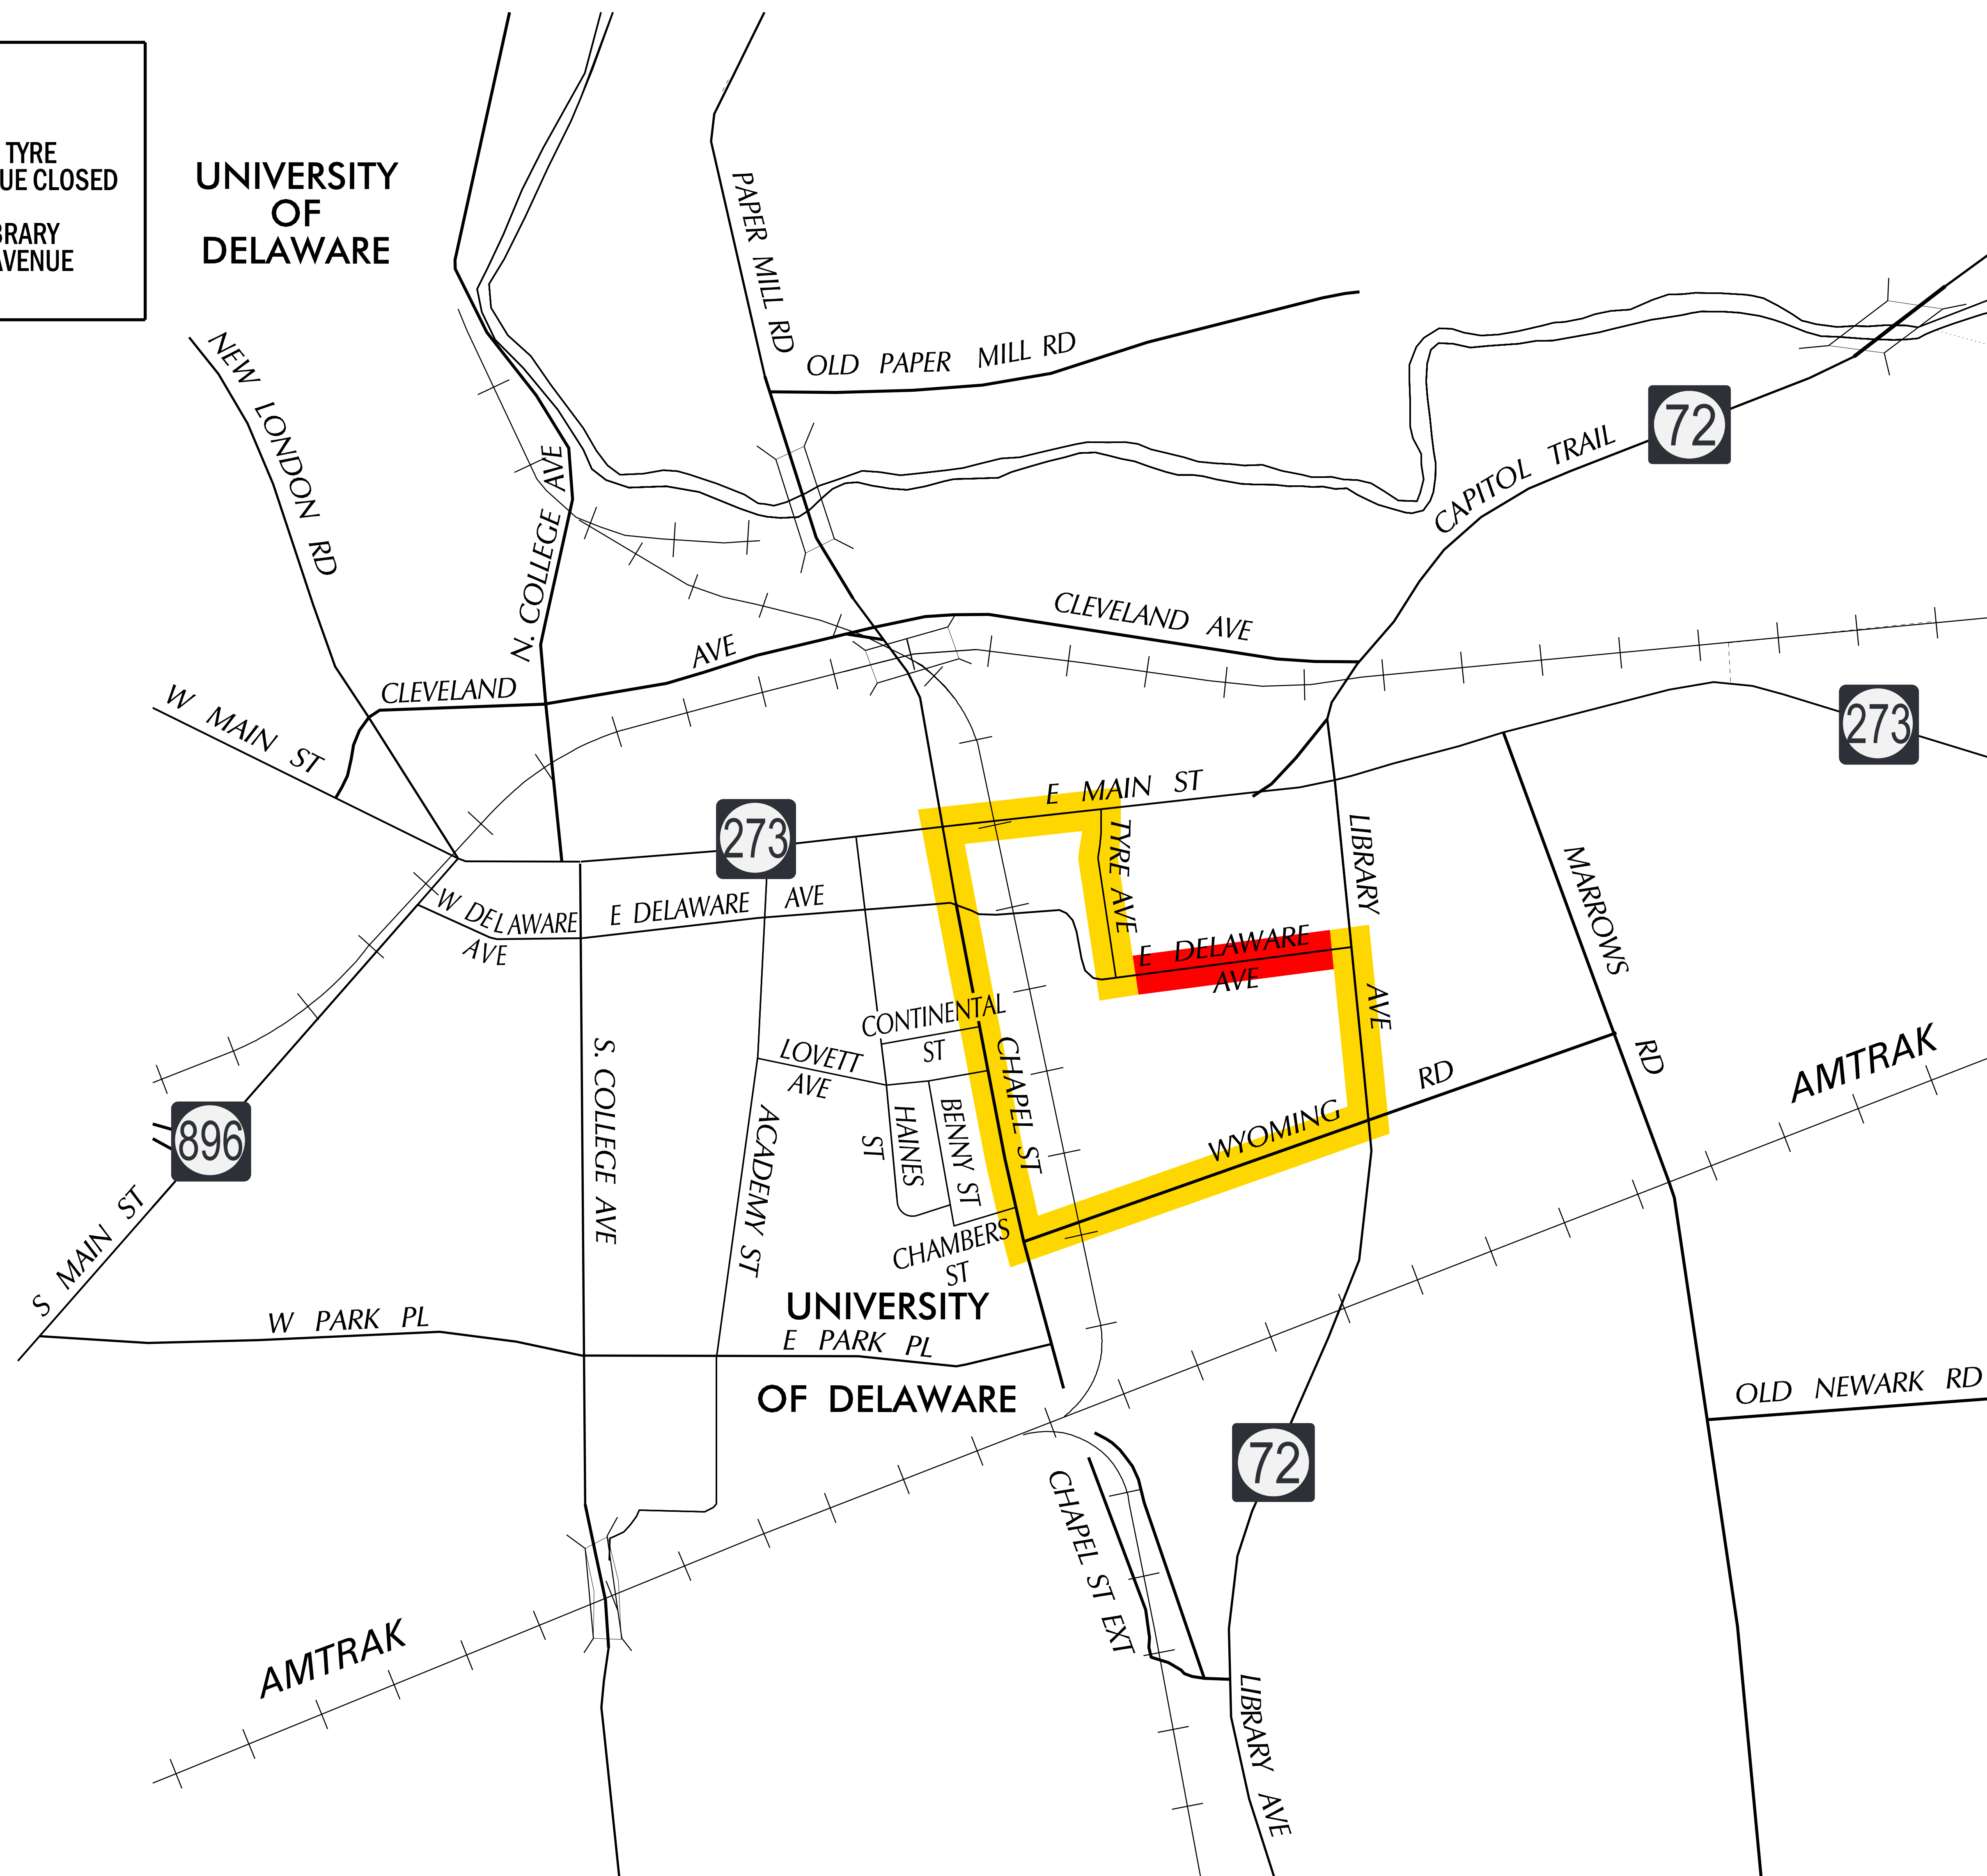 TYRE
UE CLOSED
BRARY
AVENUE
UNIVERSITY
OF
DELAWARE
PAPER MILL RD
OLD PAPER MILL RD
NEW LONDON RD
N. COLLEGE AVE
CAPITOL TRAIL
72
CLEVELAND AVE
CLEVELAND AVE
W MAIN ST
273
273
E MAIN ST
TYRE AVE
LIBRARY AVE
MARROWS RD
W DELAWARE
AVE
E DELAWARE AVE
E DELAWARE
AVE
CONTINENTAL
ST
LOVETT
AVE
S. COLLEGE AVE
ACADEMY ST
HAINES
ST
BENNY ST
CHAPEL ST
CHAMBERS
ST
WYOMING RD
AMTRAK
896
S MAIN ST
W PARK PL
UNIVERSITY
E PARK PL
OF DELAWARE
OLD NEWARK RD
72
CHAPEL ST EXT
AMTRAK
LIBRARY AVE